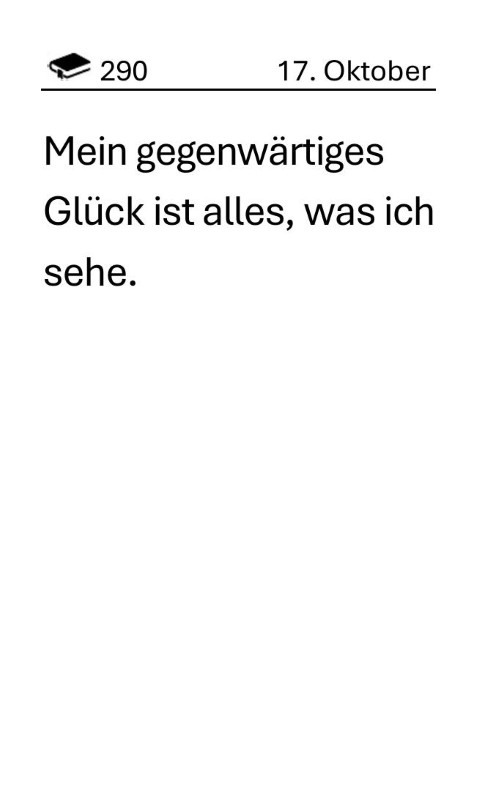 290 17. Oktober
Mein gegenwärtiges
Glück ist alles, was ich
sehe.